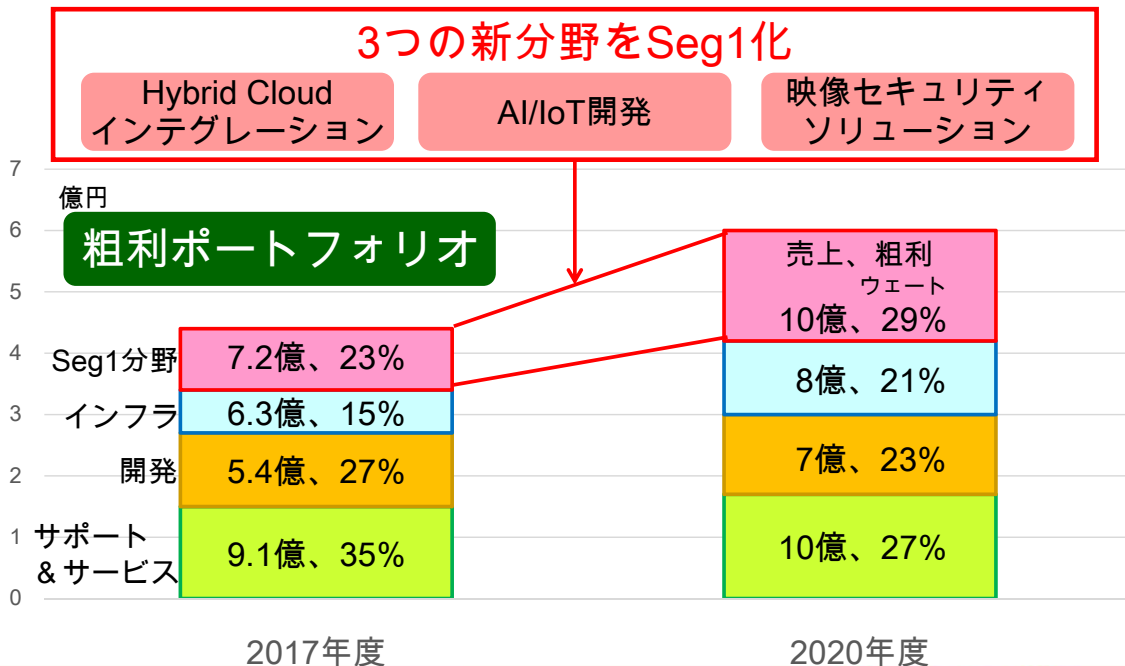 3つの新分野をSeg1化
Hybrid Cloud
インテグレーション
AI/IoT開発
映像セキュリティ
ソリューション
億円
粗利ポートフォリオ
7
6
5
4
3
2
1
0
Seg1分野
インフラ
開発
サポート
&サービス
7.2億、23%
6.3億、15%
5.4億、27%
9.1億、35%
売上、粗利
ウェート
10億、29%
8億、21%
7億、23%
10億、27%
2017年度
2020年度